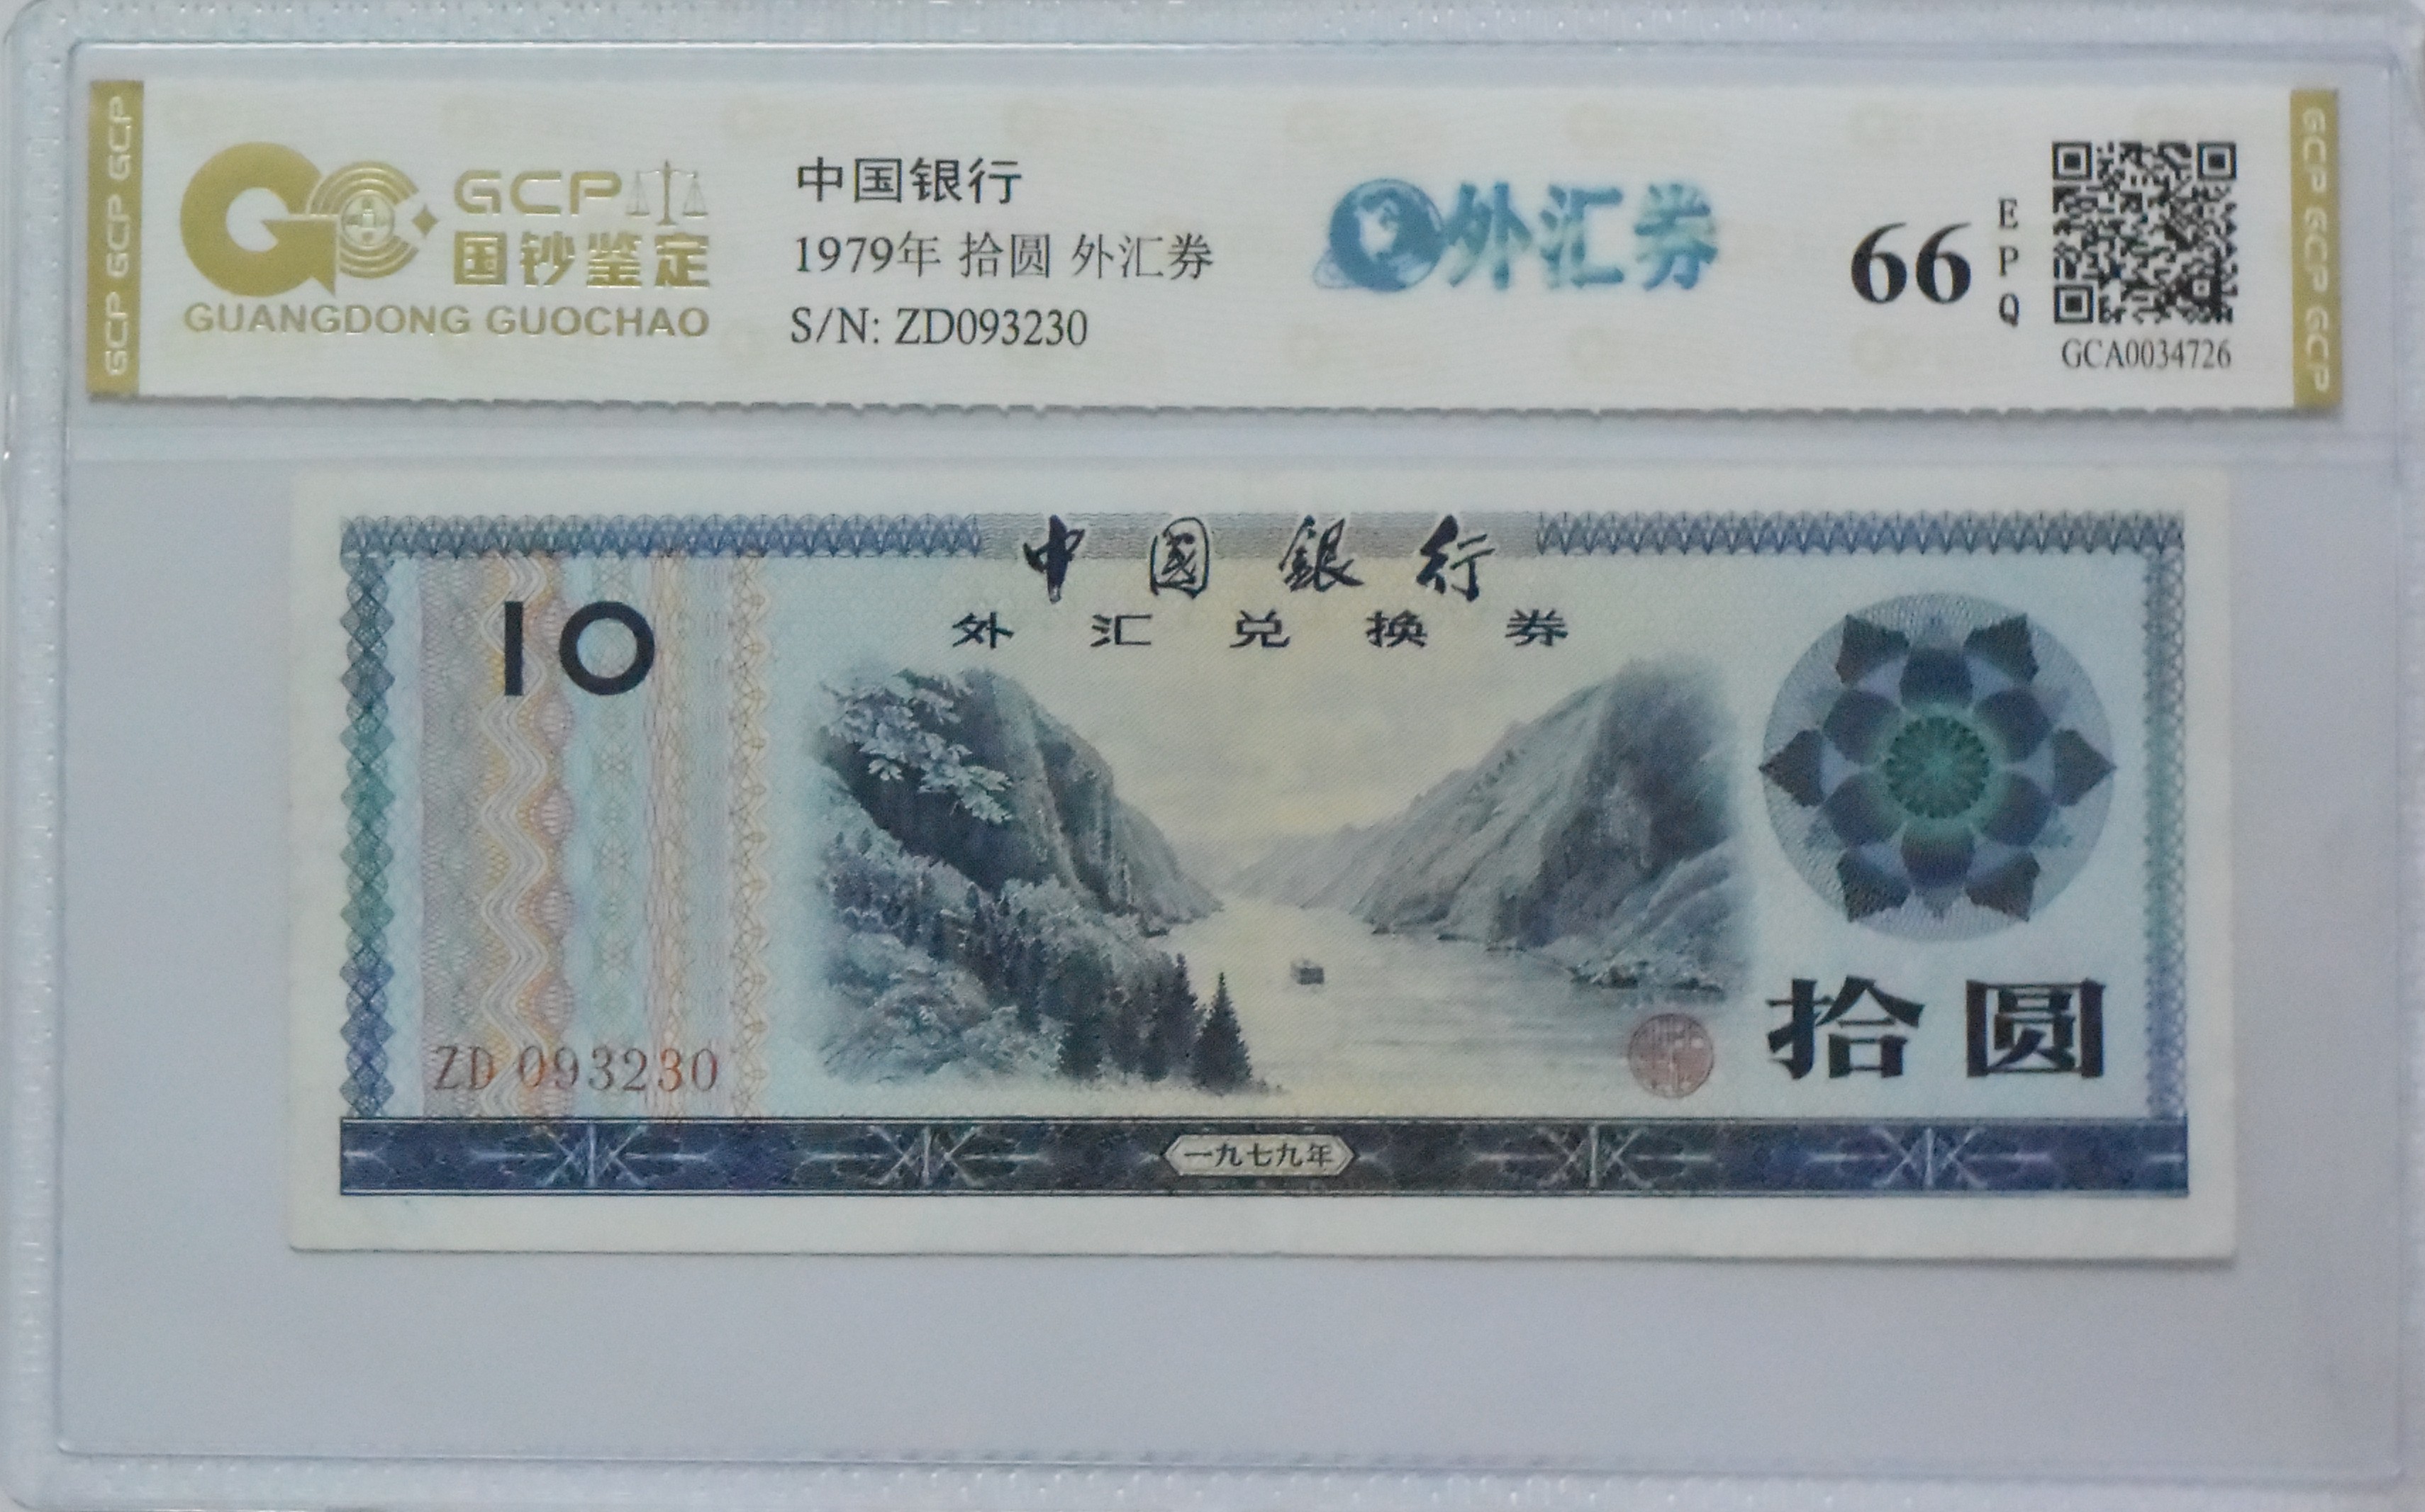 GCP GCP GCP
GCP
国钞鉴定
GUANGDONG GUOCHAO
中国银行
1979年 拾圆 外汇券
S/N: ZD093230
外汇券
66
EPQ
GCA0034726
GCP GCP GCP
中國銀行
外汇兑换券
10
拾圆
ZD 093230
一九七九年